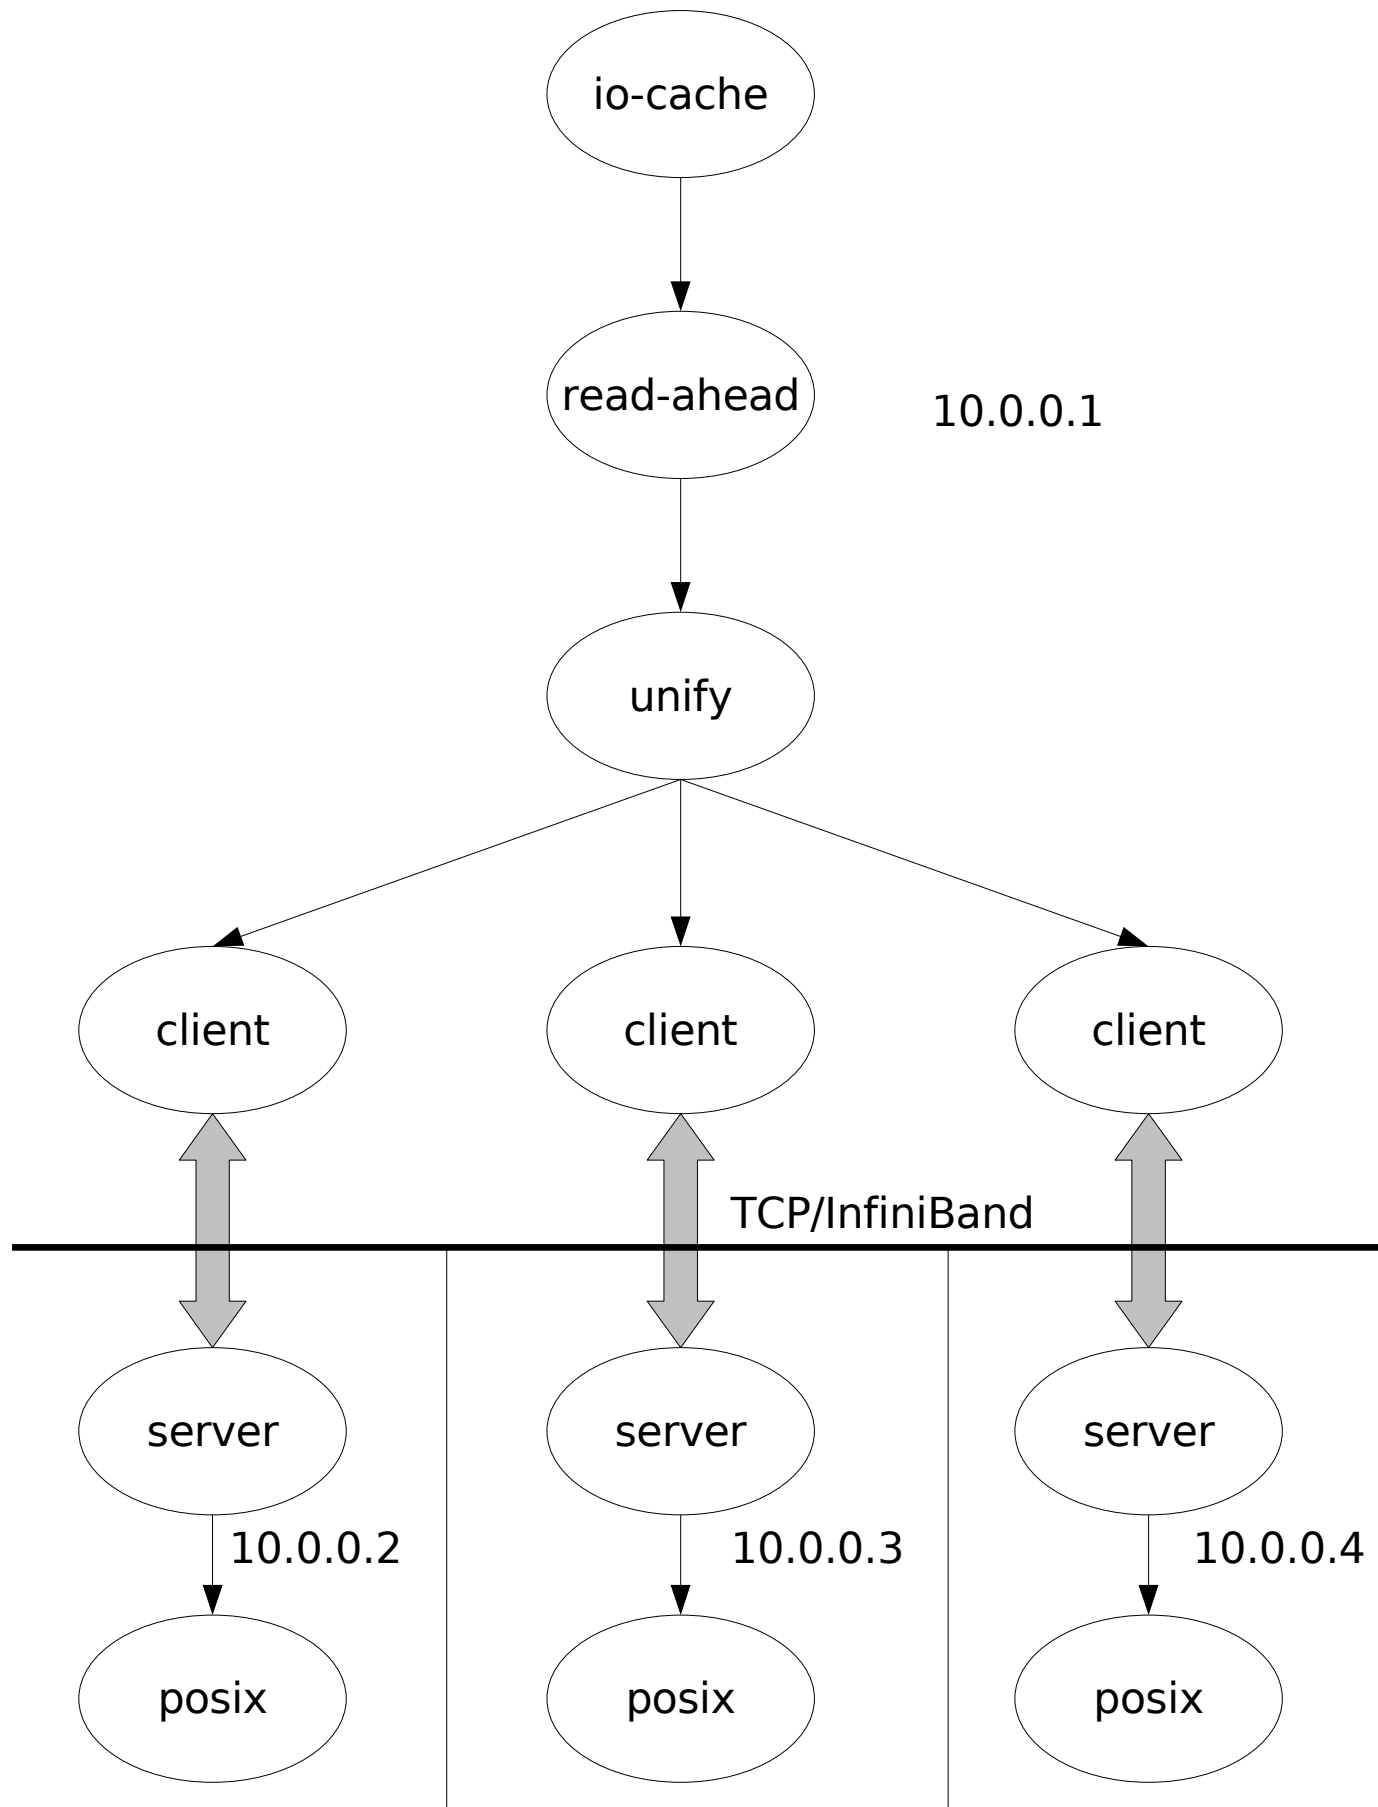 io-cache
read-ahead
10.0.0.1
unify
client
client
client
TCP/InfiniBand
server
server
server
10.0.0.2
10.0.0.3
10.0.0.4
posix
posix
posix